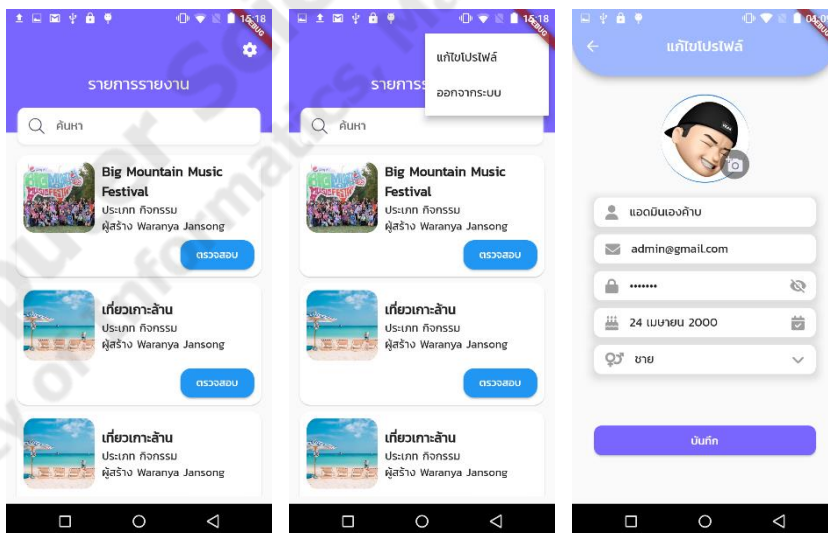 15:18
DEBUG
รายการรายงาน
ค้นหา
Big Mountain Music
Festival
ประเภท กิจกรรม
ผู้สร้าง Waranya Jansong
ตรวจสอบ
เที่ยวเกาะล้าน
ประเภท กิจกรรม
ผู้สร้าง Waranya Jansong
ตรวจสอบ
เที่ยวเกาะล้าน
ประเภท กิจกรรม
ผู้สร้าง Waranya Jansong
15:18
DEBUG
แก้ไขโปรไฟล์
ออกจากระบบ
รายการร
ค้นหา
Big Mountain Music
Festival
ประเภท กิจกรรม
ผู้สร้าง Waranya Jansong
ตรวจสอบ
เที่ยวเกาะล้าน
ประเภท กิจกรรม
ผู้สร้าง Waranya Jansong
ตรวจสอบ
เที่ยวเกาะล้าน
ประเภท กิจกรรม
ผู้สร้าง Waranya Jansong
DEBUG
แก้ไขโปรไฟล์
แอดมินเองค้าบ
admin@gmail.com
•••••••
24 เมษายน 2000
ชาย
บันทึก